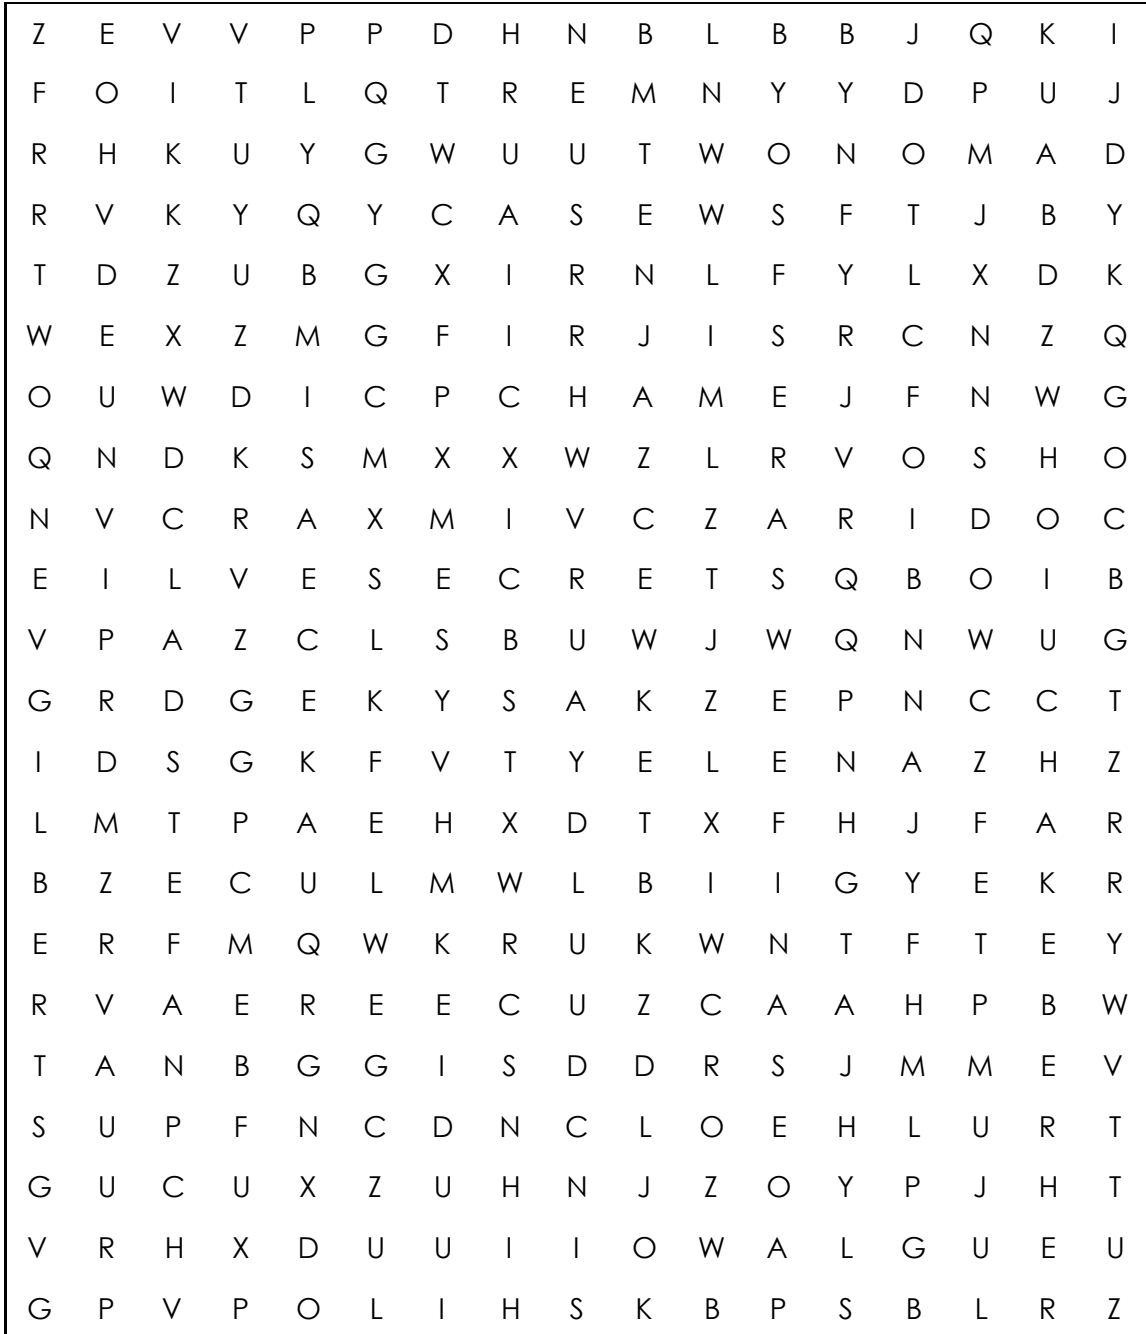 Z E V V P P D H N B L B B J Q K I
F O I T L Q T R E M N Y Y D P U J
R H K U Y G W U U T W O N O M A D
R V K Y Q Y C A S E W S F T J B Y
T D Z U B G X I R N L F Y L X D K
W E X Z M G F I R J I S R C N Z Q
O U W D I C P C H A M E J F N W G
Q N D K S M X X W Z L R V O S H O
N V C R A X M I V C Z A R I D O C
E I L V E S E C R E T S Q B O I B
V P A Z C L S B U W J W Q N W U G
G R D G E K Y S A K Z E P N C C T
I D S G K F V T Y E L E N A Z H Z
L M T P A E H X D T X F H J F A R
B Z E C U L M W L B I I G Y E K R
E R F M Q W K R U K W N T F T E Y
R V A E R E E C U Z C A A H P B W
T A N B G G I S D D R S J M M E V
S U P F N C D N C L O E H L U R T
G U C U X Z U H N J Z O Y P J H T
V R H X D U U I I O W A L G U E U
G P V P O L I H S K B P S B L R Z